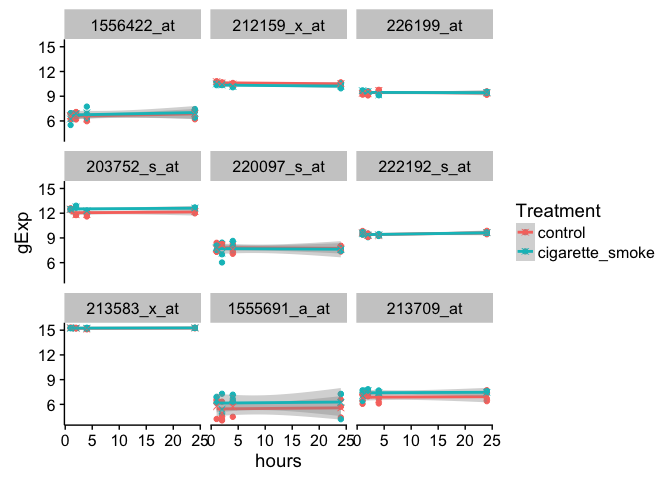 1556422_at 212159_x_at 226199_at
15
12
9
6
203752_s_at 220097_s_at 222192_s_at
15
12
9
6
gExp
Treatment
control
cigarette_smoke
213583_x_at 1555691_a_at 213709_at
15
12
9
6
0 5 10 15 20 25 0 5 10 15 20 25 0 5 10 15 20 25
hours